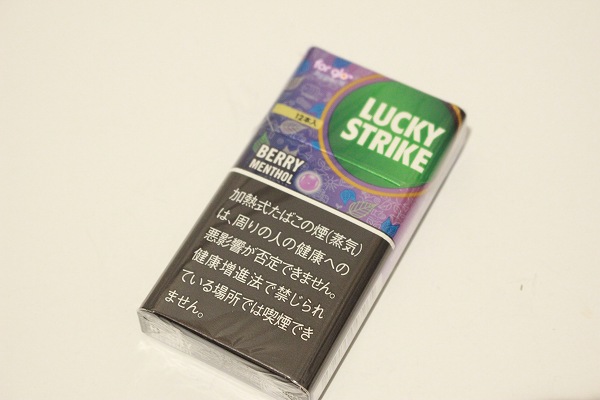 for glo™
LUCKY
STRIKE
12本入
BERRY
MENTHOL
加熱式たばこの煙(蒸気)
は、周りの人の健康への
悪影響が否定できません。
健康増進法で禁じられ
ている場所では喫煙でき
ません。